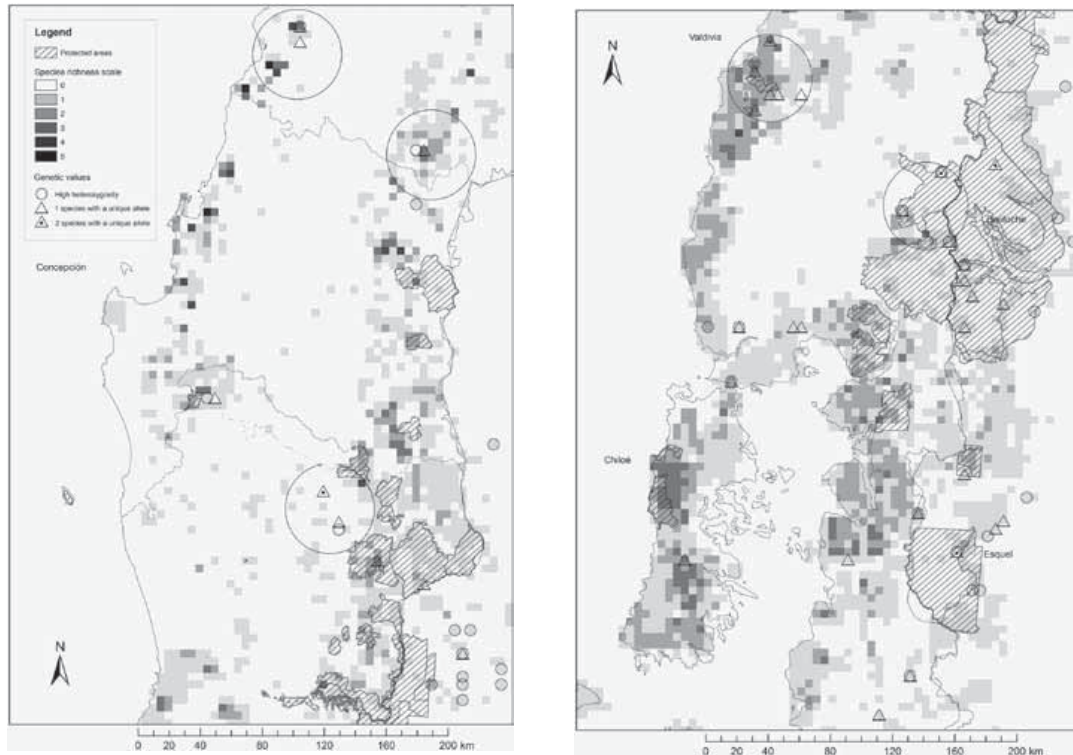 Legend
Protected areas
Species richness scale
0
1
2
3
4
5
Genetic values
High heterozygosity
1 species with a unique allele
2 species with a unique allele
Concepción
N
0 20 40 80 120 160 200 km
Valdivia
N
Bariloche
Chiloé
Esquel
0 20 40 80 120 160 200 km